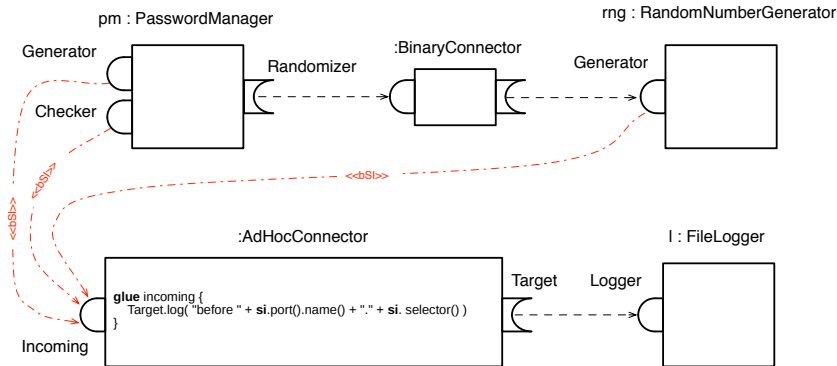 pm : PasswordManager
rng : RandomNumberGenerator
Generator
:BinaryConnector
Randomizer
Generator
Checker
<<bSI>>
<<bSI>>
<<bSI>>
:AdHocConnector
l : FileLogger
Target
Logger
glue incoming {
Target.log( "before " + si.port().name() + "." + si. selector() )
}
Incoming